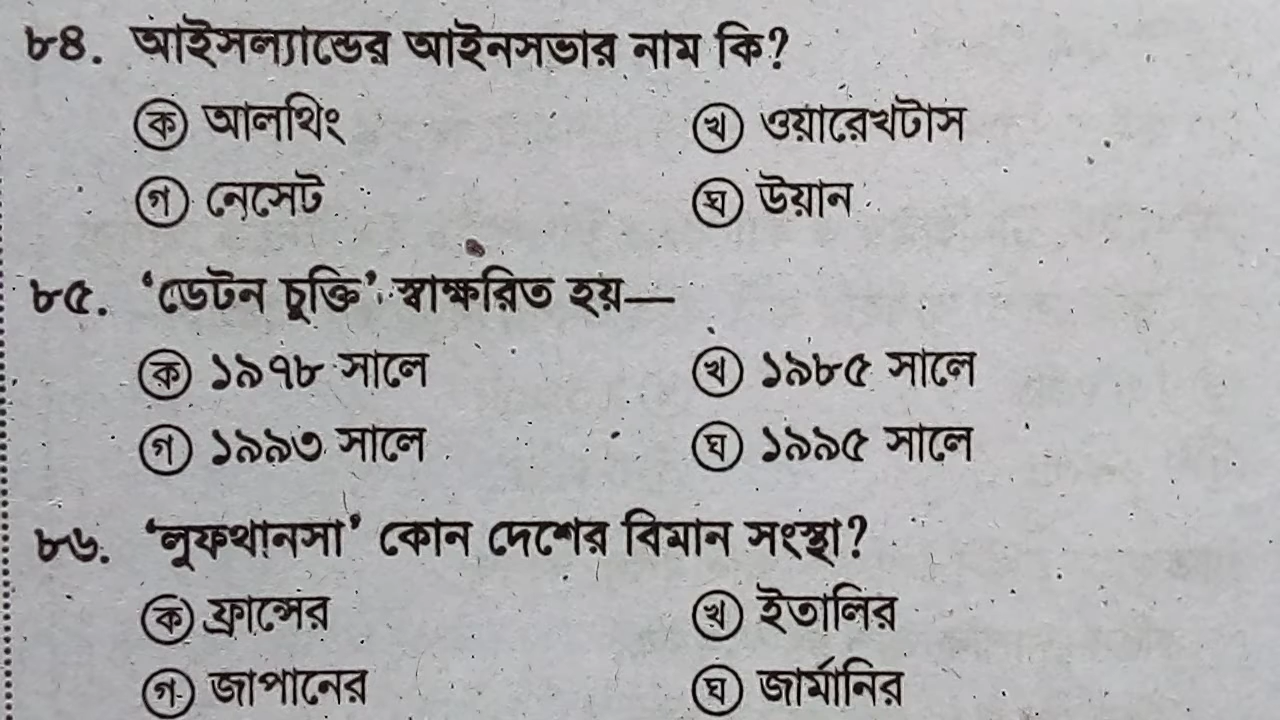 ৮৪. আইসল্যান্ডের আইনসভার নাম কি?
ক আলথিং খ ওয়ারেখটাস
গ নেসেট ঘ উয়ান
৮৫. ‘ডেটন চুক্তি’ স্বাক্ষরিত হয়—
ক ১৯৭৮ সালে খ ১৯৮৫ সালে
গ ১৯৯৩ সালে ঘ ১৯৯৫ সালে
৮৬. ‘লুফথানসা’ কোন দেশের বিমান সংস্থা?
ক ফ্রান্সের খ ইতালির
গ জাপানের ঘ জার্মানির